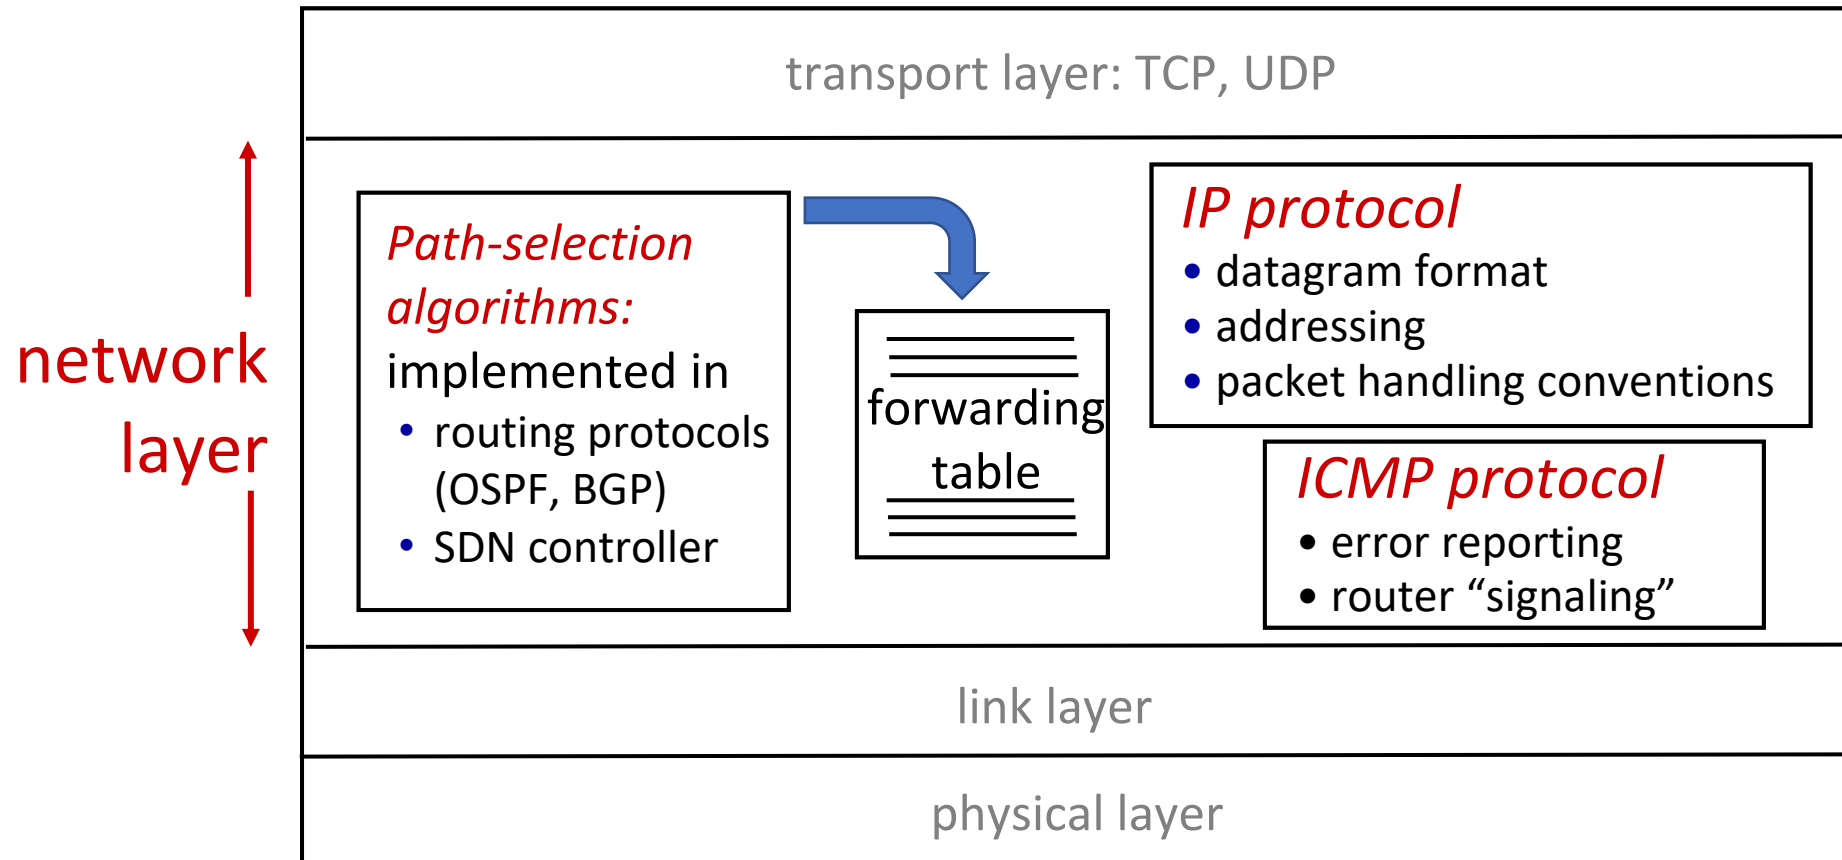 transport layer: TCP, UDP
network
layer
Path-selection
algorithms:
implemented in
• routing protocols
(OSPF, BGP)
• SDN controller
forwarding
table
IP protocol
• datagram format
• addressing
• packet handling conventions
ICMP protocol
• error reporting
• router “signaling”
link layer
physical layer